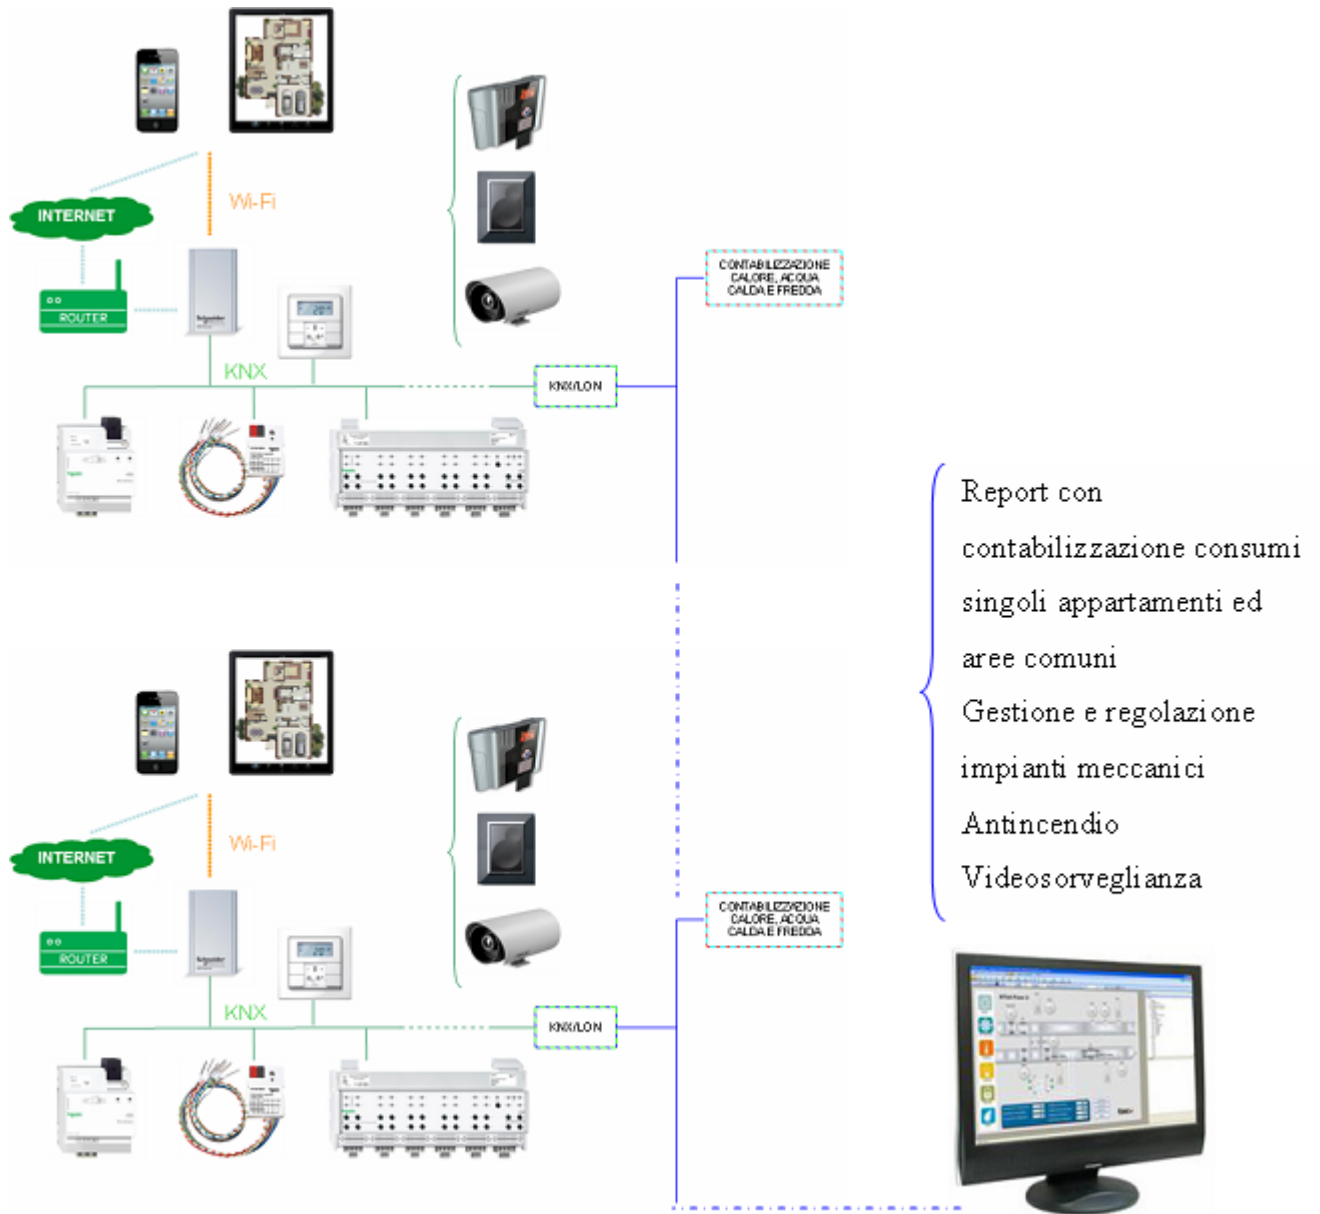 INTERNET
Wi-Fi
ROUTER
Schneider
KNX
KNX/LON
CONTABILIZZAZIONE
CALORE, ACQUA
CALDA E FREDDA
Report con
contabilizzazione consumi
singoli appartamenti ed
aree comuni
Gestione e regolazione
impianti meccanici
Antincendio
Videosorveglianza
INTERNET
Wi-Fi
ROUTER
Schneider
KNX
KNX/LON
CONTABILIZZAZIONE
CALORE, ACQUA
CALDA E FREDDA